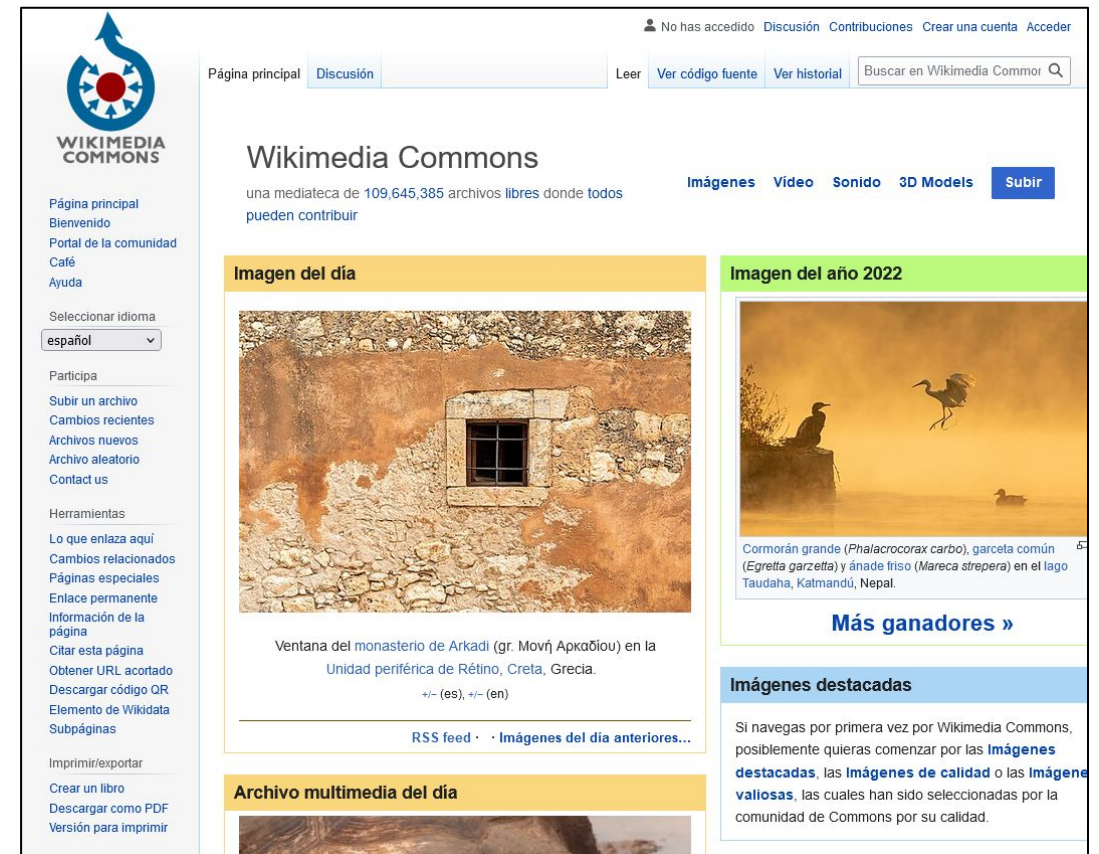 No has accedido Discusión Contribuciones Crear una cuenta Acceder
Página principal Discusión
Leer Ver código fuente Ver historial Buscar en Wikimedia Commor
WIKIMEDIA
COMMONS
Página principal
Bienvenido
Portal de la comunidad
Café
Ayuda
Seleccionar idioma
español
Participa
Subir un archivo
Cambios recientes
Archivos nuevos
Archivo aleatorio
Contact us
Herramientas
Lo que enlaza aquí
Cambios relacionados
Páginas especiales
Enlace permanente
Información de la
página
Citar esta página
Obtener URL acortado
Descargar código QR
Elemento de Wikidata
Subpáginas
Imprimir/exportar
Crear un libro
Descargar como PDF
Versión para imprimir
Wikimedia Commons
una mediateca de 109,645,385 archivos libres donde todos
pueden contribuir
Imágenes Vídeo Sonido 3D Models Subir
Imagen del día
Ventana del monasterio de Arkadi (gr. Μονή Αρκαδίου) en la
Unidad periférica de Rétino, Creta, Grecia.
+/− (es), +/− (en)
RSS feed · · Imágenes del día anteriores...
Archivo multimedia del día
Imagen del año 2022
Cormorán grande (Phalacrocorax carbo), garceta común
(Egretta garzetta) y ánade friso (Mareca strepera) en el lago
Taudaha, Katmandú, Nepal.
Más ganadores »
Imágenes destacadas
Si navegas por primera vez por Wikimedia Commons,
posiblemente quieras comenzar por las Imágenes
destacadas, las Imágenes de calidad o las Imágene
valiosas, las cuales han sido seleccionadas por la
comunidad de Commons por su calidad.